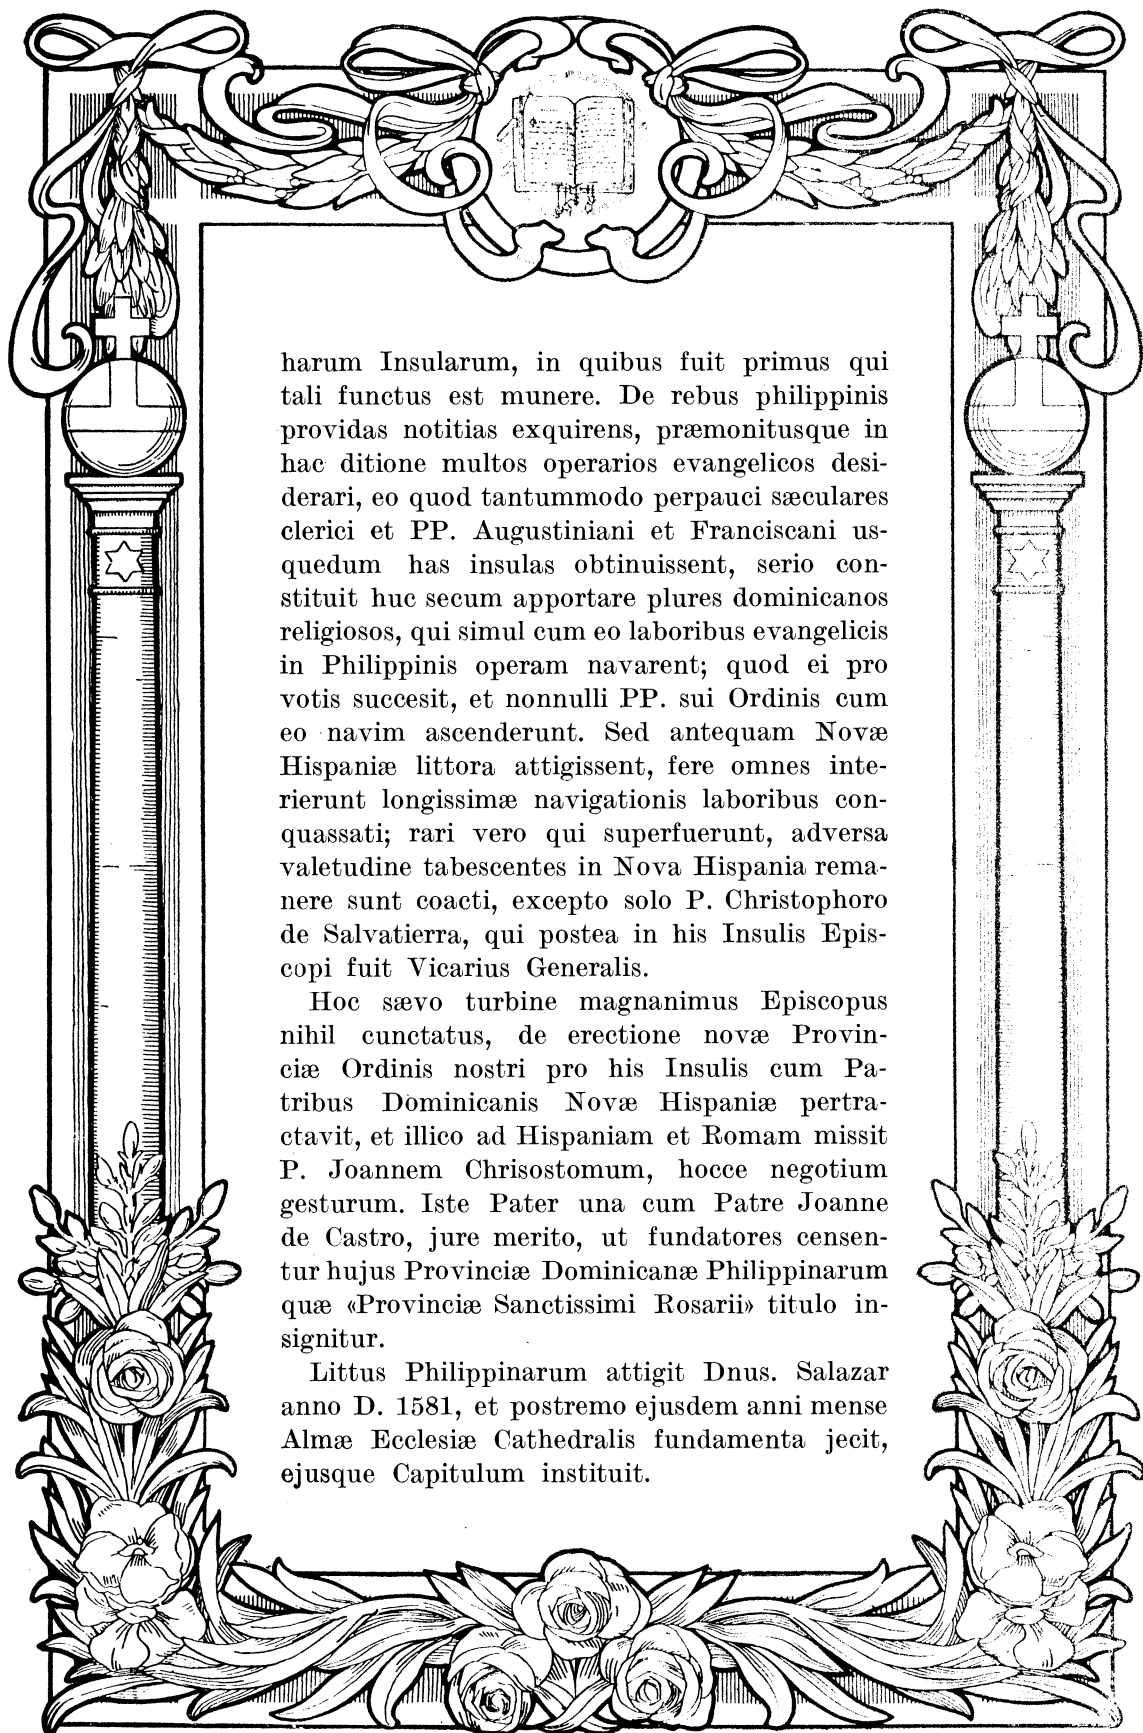 harum Insularum, in quibus fuit primus qui
tali functus est munere. De rebus philippinis
providas notitias exquirens, præmonitusque in
hac ditione multos operarios evangelicos desi-
derari, eo quod tantummodo perpauci sæculares
clerici et PP. Augustiniani et Franciscani us-
quedum has insulas obtinuissent, serio con-
stituit huc secum apportare plures dominicanos
religiosos, qui simul cum eo laboribus evangelicis
in Philippinis operam navarent; quod ei pro
votis succesit, et nonnulli PP. sui Ordinis cum
eo navim ascenderunt. Sed antequam Novæ
Hispaniæ littora attigissent, fere omnes inte-
rierunt longissimæ navigationis laboribus con-
quassati; rari vero qui superfuerunt, adversa
valetudine tabescentes in Nova Hispania rema-
nere sunt coacti, excepto solo P. Christophoro
de Salvatierra, qui postea in his Insulis Epis-
copi fuit Vicarius Generalis.
Hoc sævo turbine magnanimus Episcopus
nihil cunctatus, de erectione novæ Provin-
ciæ Ordinis nostri pro his Insulis cum Pa-
tribus Dominicanis Novæ Hispaniæ pertra-
ctavit, et illico ad Hispaniam et Romam missit
P. Joannem Chrisostomum, hocce negotium
gesturum. Iste Pater una cum Patre Joanne
de Castro, jure merito, ut fundatores censen-
tur hujus Provinciæ Dominicanæ Philippinarum
quæ «Provinciæ Sanctissimi Rosarii» titulo in-
signitur.
Littus Philippinarum attigit Dnus. Salazar
anno D. 1581, et postremo ejusdem anni mense
Almæ Ecclesiæ Cathedralis fundamenta jecit,
ejusque Capitulum instituit.